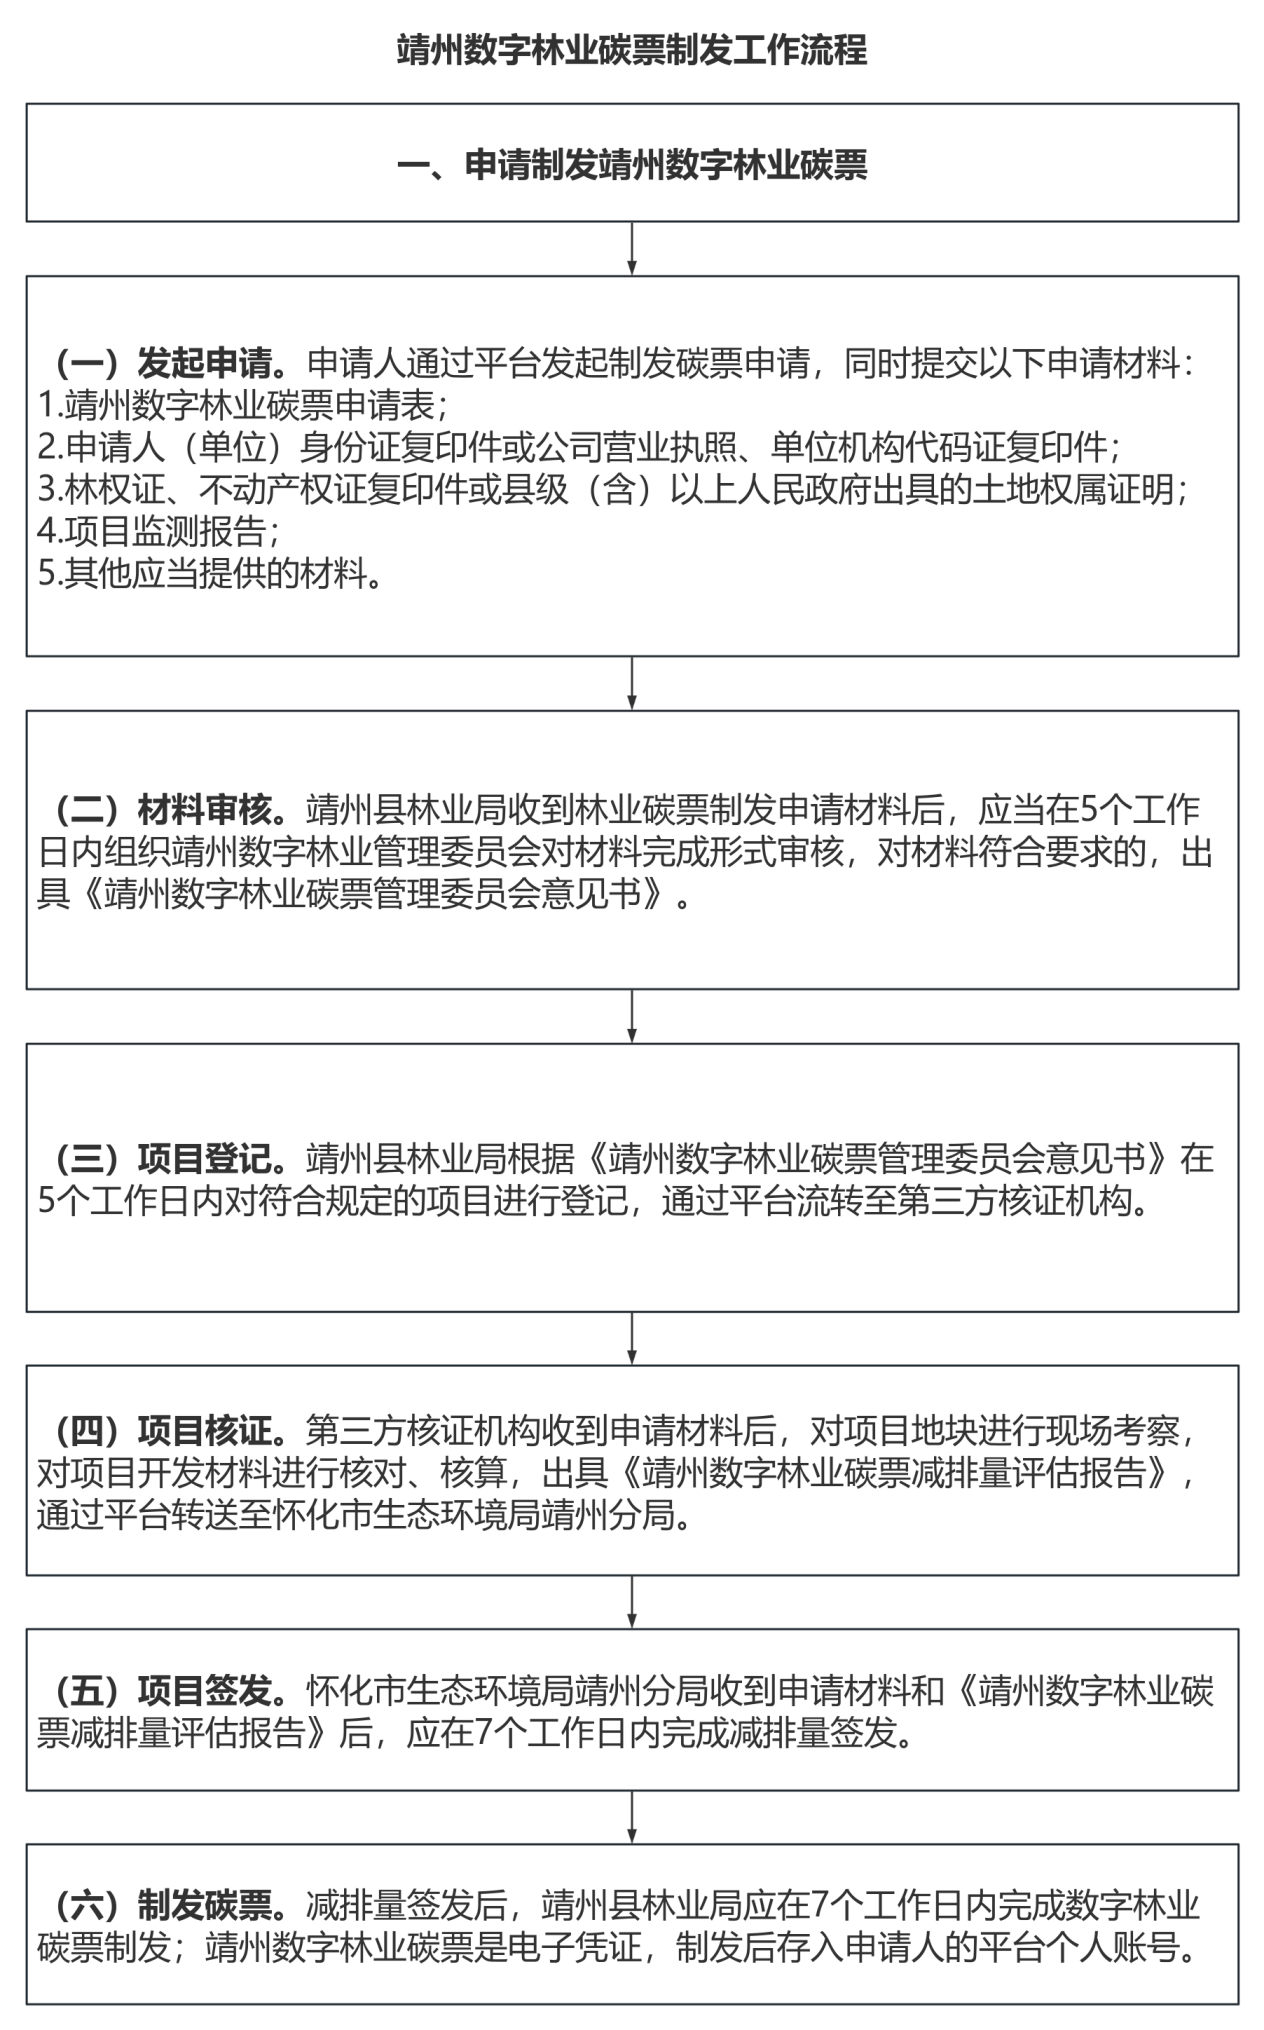 靖州数字林业碳票制发工作流程
一、申请制发靖州数字林业碳票
（一）发起申请。申请人通过平台发起制发碳票申请，同时提交以下申请材料：
1.靖州数字林业碳票申请表；
2.申请人（单位）身份证复印件或公司营业执照、单位机构代码证复印件；
3.林权证、不动产权证复印件或县级（含）以上人民政府出具的土地权属证明；
4.项目监测报告；
5.其他应当提供的材料。
（二）材料审核。靖州县林业局收到林业碳票制发申请材料后，应当在5个工作
日内组织靖州数字林业管理委员会对材料完成形式审核，对材料符合要求的，出
具《靖州数字林业碳票管理委员会意见书》。
（三）项目登记。靖州县林业局根据《靖州数字林业碳票管理委员会意见书》在
5个工作日内对符合规定的项目进行登记，通过平台流转至第三方核证机构。
（四）项目核证。第三方核证机构收到申请材料后，对项目地块进行现场考察，
对项目开发材料进行核对、核算，出具《靖州数字林业碳票减排量评估报告》，
通过平台转送至怀化市生态环境局靖州分局。
（五）项目签发。怀化市生态环境局靖州分局收到申请材料和《靖州数字林业碳
票减排量评估报告》后，应在7个工作日内完成减排量签发。
（六）制发碳票。减排量签发后，靖州县林业局应在7个工作日内完成数字林业
碳票制发；靖州数字林业碳票是电子凭证，制发后存入申请人的平台个人账号。